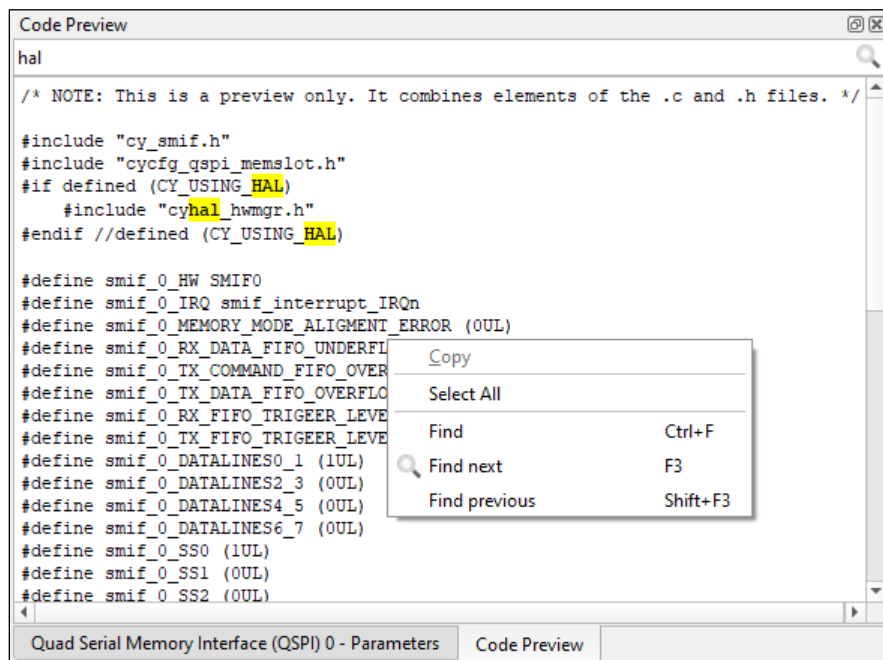 Code Preview
hal
/* NOTE: This is a preview only. It combines elements of the .c and .h files. */
#include "cy_smif.h"
#include "cycfg_qspi_memslot.h"
#if defined (CY_USING_HAL)
    #include "cyhal_hwmgr.h"
#endif //defined (CY_USING_HAL)
#define smif_0_HW SMIF0
#define smif_0_IRQ smif_interrupt_IRQn
#define smif_0_MEMORY_MODE_ALIGMENT_ERROR (0UL)
#define smif_0_RX_DATA_FIFO_UNDERFL
#define smif_0_TX_COMMAND_FIFO_OVER
#define smif_0_TX_DATA_FIFO_OVERFLO
#define smif_0_RX_FIFO_TRIGEER_LEVE
#define smif_0_TX_FIFO_TRIGEER_LEVE
#define smif_0_DATALINES0_1 (1UL)
#define smif_0_DATALINES2_3 (0UL)
#define smif_0_DATALINES4_5 (0UL)
#define smif_0_DATALINES6_7 (0UL)
#define smif_0_SS0 (1UL)
#define smif_0_SS1 (0UL)
#define smif_0_SS2 (0UL)
Copy
Select All
Find Ctrl+F
Find next F3
Find previous Shift+F3
Quad Serial Memory Interface (QSPI) 0 - Parameters Code Preview